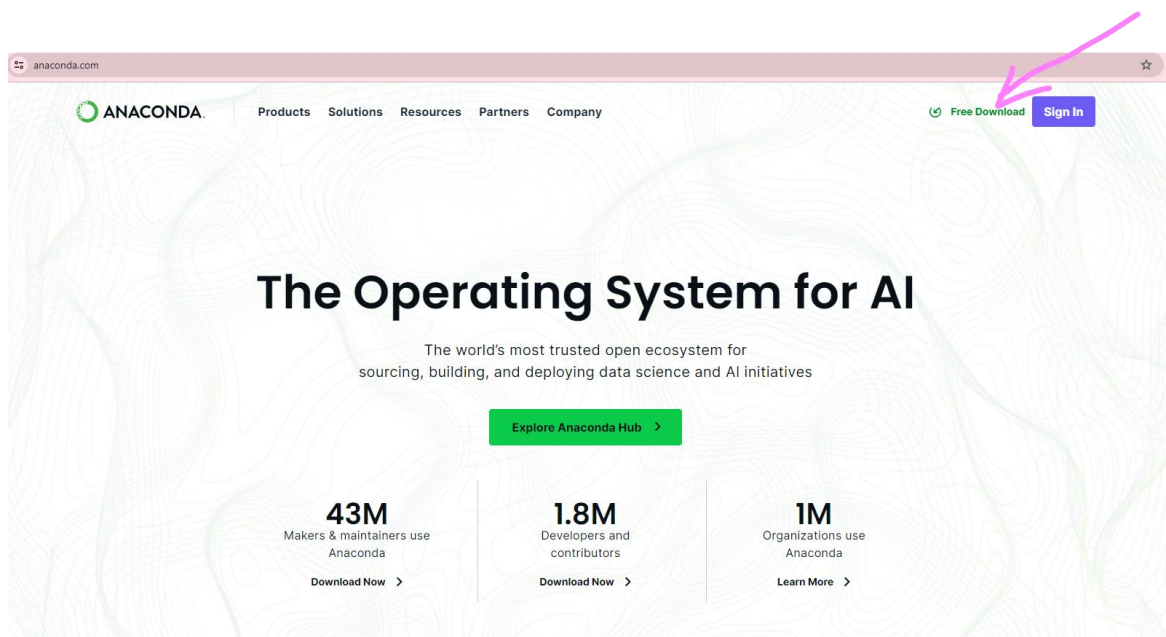 anaconda.com
ANACONDA.
Products Solutions Resources Partners Company
Free Download Sign In
The Operating System for AI
The world's most trusted open ecosystem for
sourcing, building, and deploying data science and AI initiatives
Explore Anaconda Hub
43M
Makers & maintainers use
Anaconda
Download Now
1.8M
Developers and
contributors
Download Now
1M
Organizations use
Anaconda
Learn More